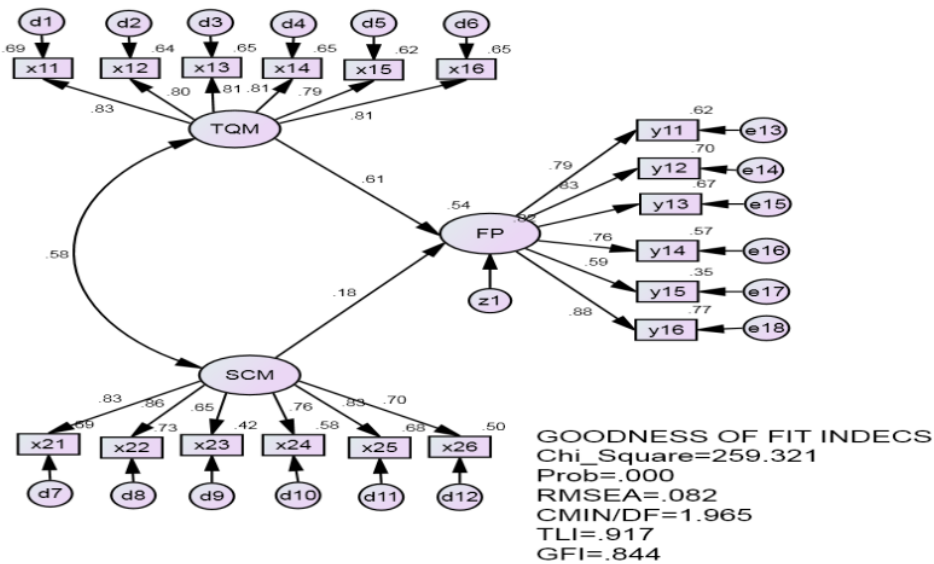 d1 d2 d3 d4 d5 d6
.69 .64 .65 .65 .62 .65
x11 x12 x13 x14 x15 x16
.83 .80 .81 .81 .79 .81
TQM
.62
y11 e13
.79 .70
y12 e14
.83 .67
.61
y13 e15
.54 .82
FP
.57
.76 y14 e16
.58
.59 .35
y15 e17
z1
.18
.88 .77
y16 e18
SCM
.83 .86 .65 .76 .83 .70
.69 .73 .42 .58 .68 .50
x21 x22 x23 x24 x25 x26
d7 d8 d9 d10 d11 d12
GOODNESS OF FIT INDECS
Chi_Square=259.321
Prob=.000
RMSEA=.082
CMIN/DF=1.965
TLI=.917
GFI=.844